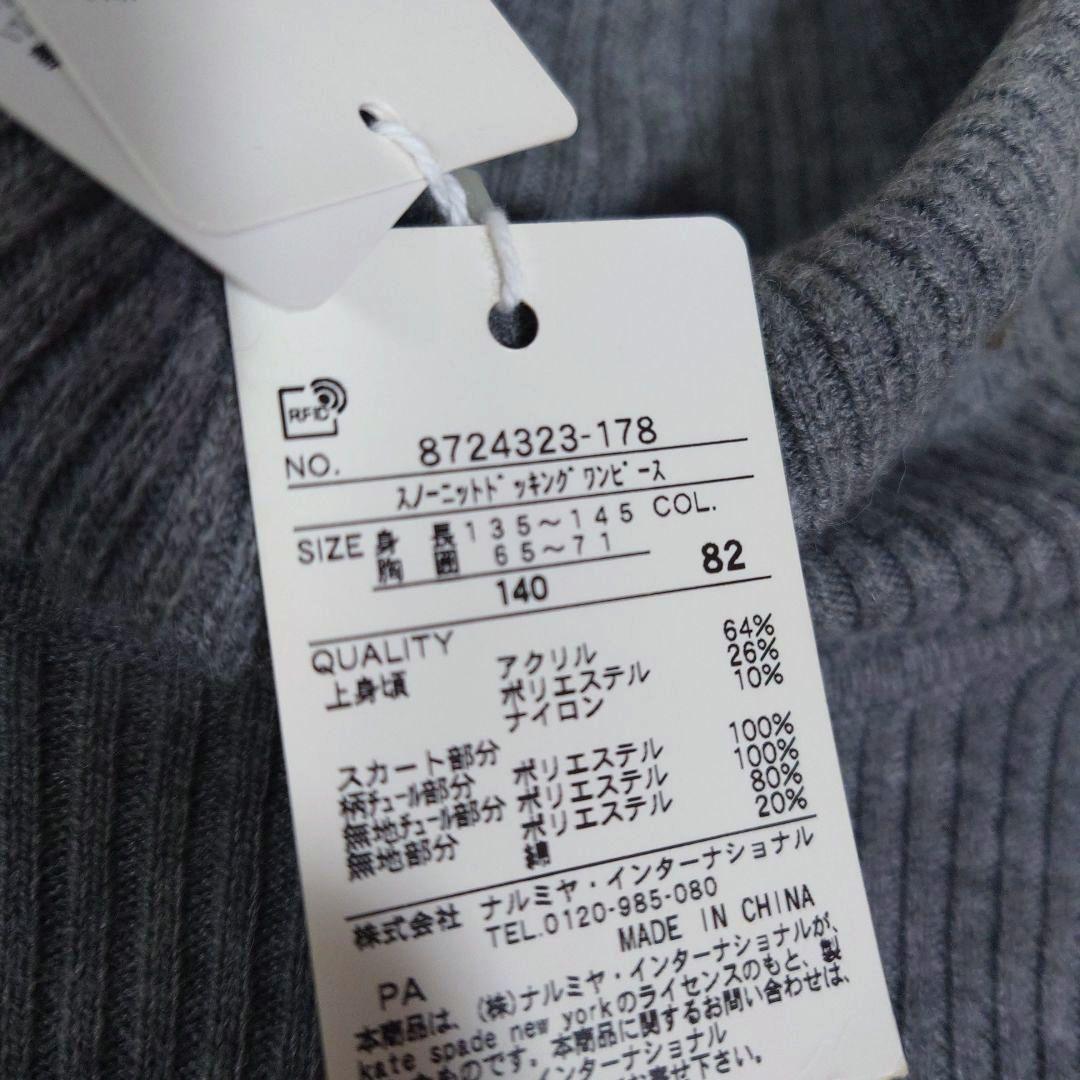 RFID
NO. 8724323-178
スノーニットドッキングワンピース
SIZE 身 長 135～145 COL.
胸 囲 65～71
140 82
QUALITY
上身頃 アクリル 64%
ポリエステル 26%
ナイロン 10%
スカート部分
柄チュール部分 ポリエステル 100%
無地チュール部分 ポリエステル 100%
無地部分 ポリエステル 80%
綿 20%
株式会社 ナルミヤ・インターナショナル
TEL.0120-985-080
MADE IN CHINA
PA
本商品は、(株)ナルミヤ・インターナショナルが、
kate spade new yorkのライセンスのもと、製
ものです。本商品に関するお問い合わせは、
インターナショナル
寄せ下さい。